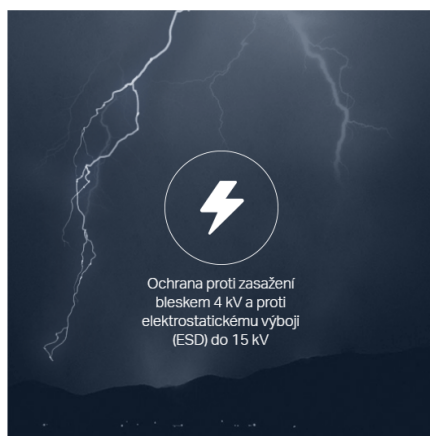 Ochrana proti zasažení
bleskem 4 kV a proti
elektrostatickému výboji
(ESD) do 15 kV